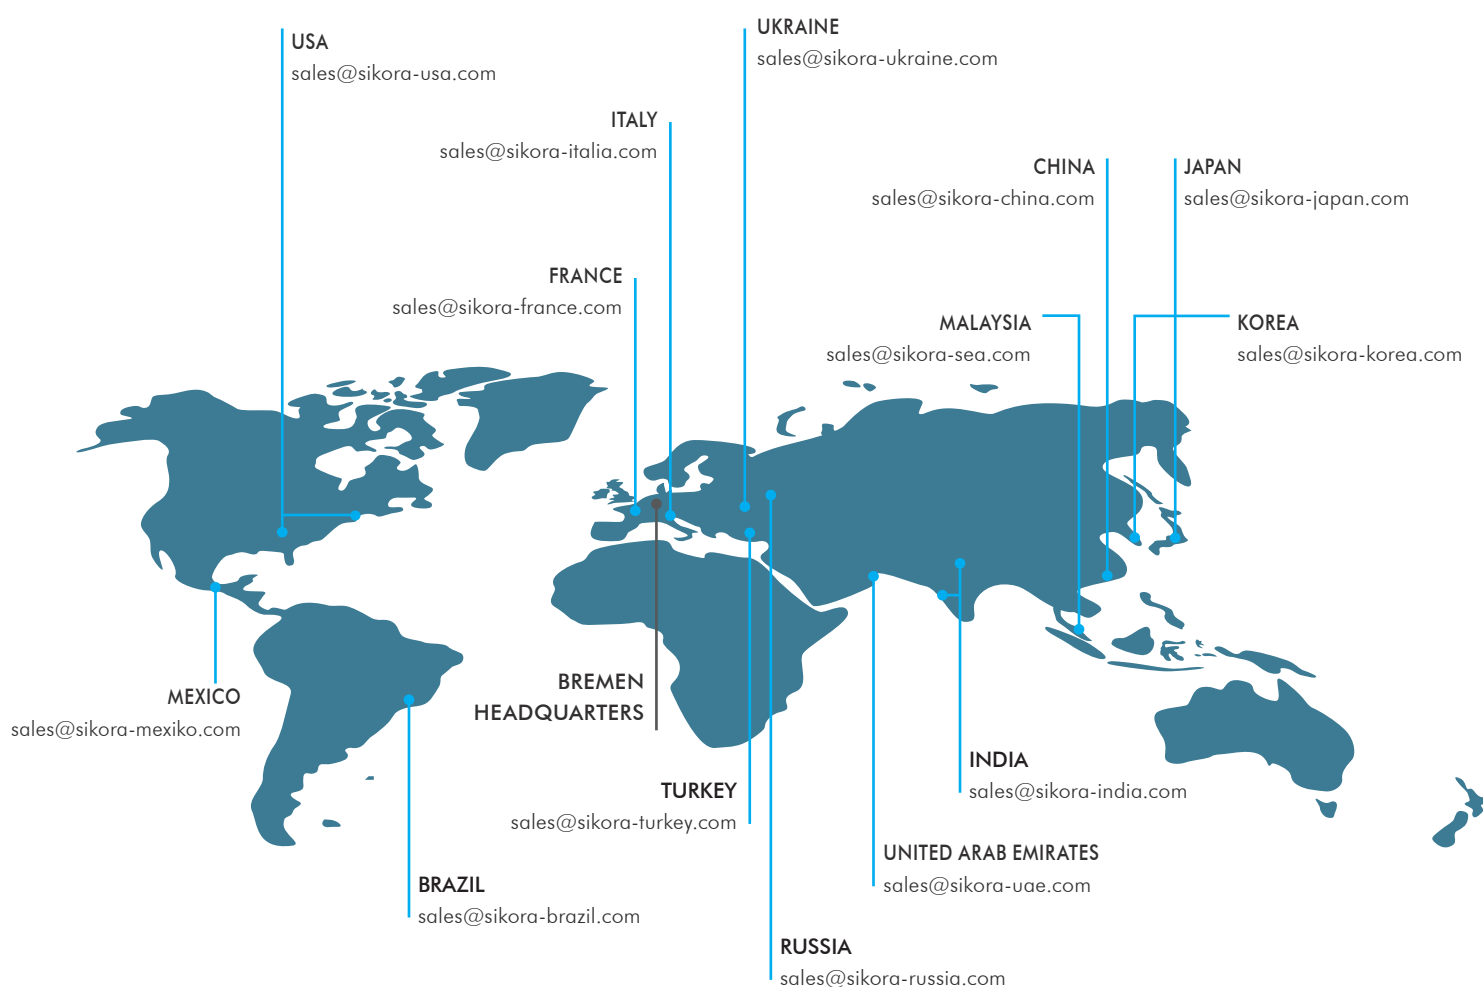 USA
sales@sikora-usa.com
UKRAINE
sales@sikora-ukraine.com
ITALY
sales@sikora-italia.com
CHINA
sales@sikora-china.com
JAPAN
sales@sikora-japan.com
FRANCE
sales@sikora-france.com
MALAYSIA
sales@sikora-sea.com
KOREA
sales@sikora-korea.com
MEXICO
sales@sikora-mexiko.com
BREMEN
HEADQUARTERS
INDIA
sales@sikora-india.com
TURKEY
sales@sikora-turkey.com
UNITED ARAB EMIRATES
sales@sikora-uae.com
BRAZIL
sales@sikora-brazil.com
RUSSIA
sales@sikora-russia.com